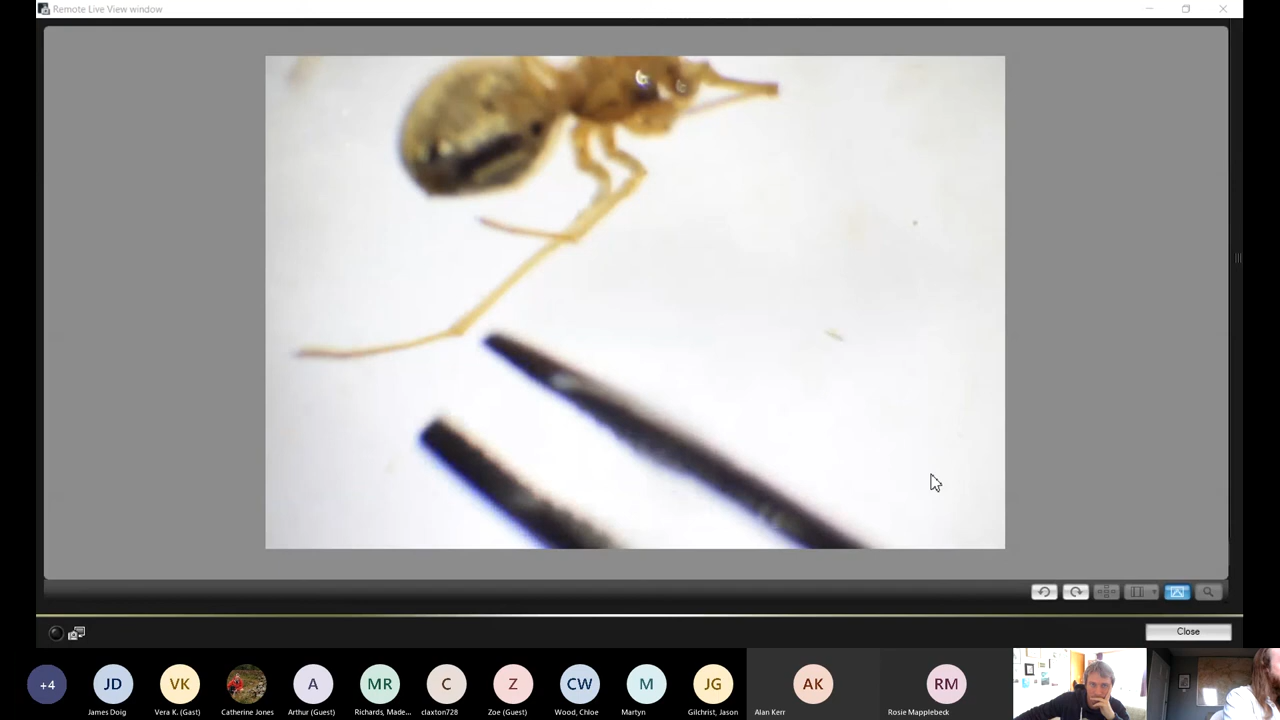 Remote Live View window
Close
+4
JD
VK
A
MR
C
Z
CW
M
JG
AK
RM
James Doig
Vera K. (Gast)
Catherine Jones
Arthur (Guest)
Richards, Made...
claxton728
Zoe (Guest)
Wood, Chloe
Martyn
Gilchrist, Jason
Alan Kerr
Rosie Mapplebeck